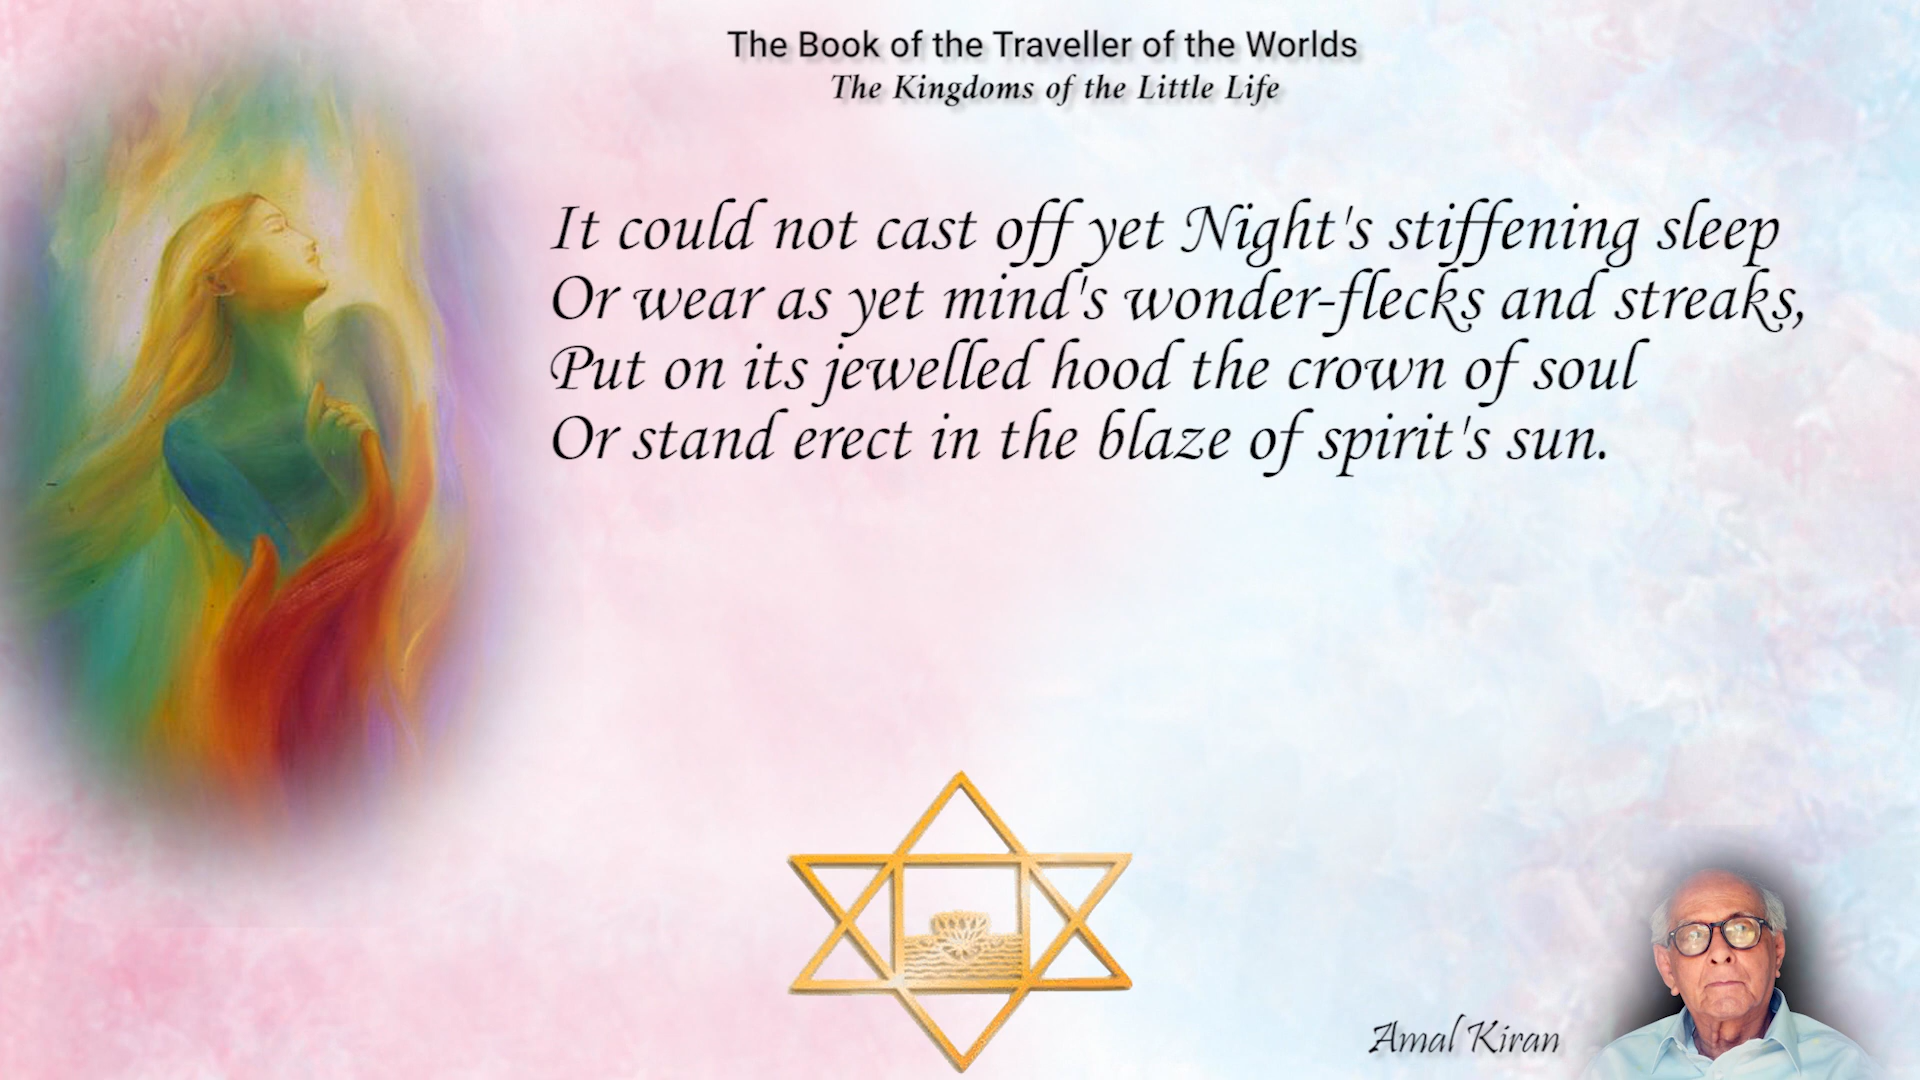 The Book of the Traveller of the Worlds
The Kingdoms of the Little Life
It could not cast off yet Night's stiffening sleep
Or wear as yet mind's wonder-flecks and streaks,
Put on its jewelled hood the crown of soul
Or stand erect in the blaze of spirit's sun.
Amal Kiran